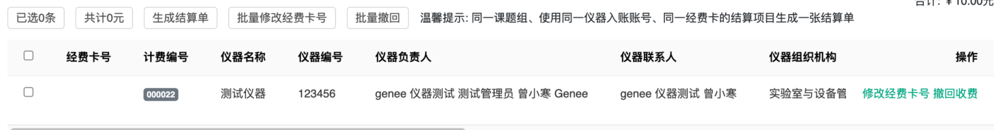 合计: ¥10.00元
已选0条 共计0元 生成结算单 批量修改经费卡号 批量撤回 温馨提示: 同一课题组、使用同一仪器入账账号、同一经费卡的结算项目生成一张结算单
经费卡号 计费编号 仪器名称 仪器编号 仪器负责人 仪器联系人 仪器组织机构 操作
000022 测试仪器 123456 genee 仪器测试 测试管理员 曾小寒 Genee genee 仪器测试 曾小寒 实验室与设备管 修改经费卡号 撤回收费